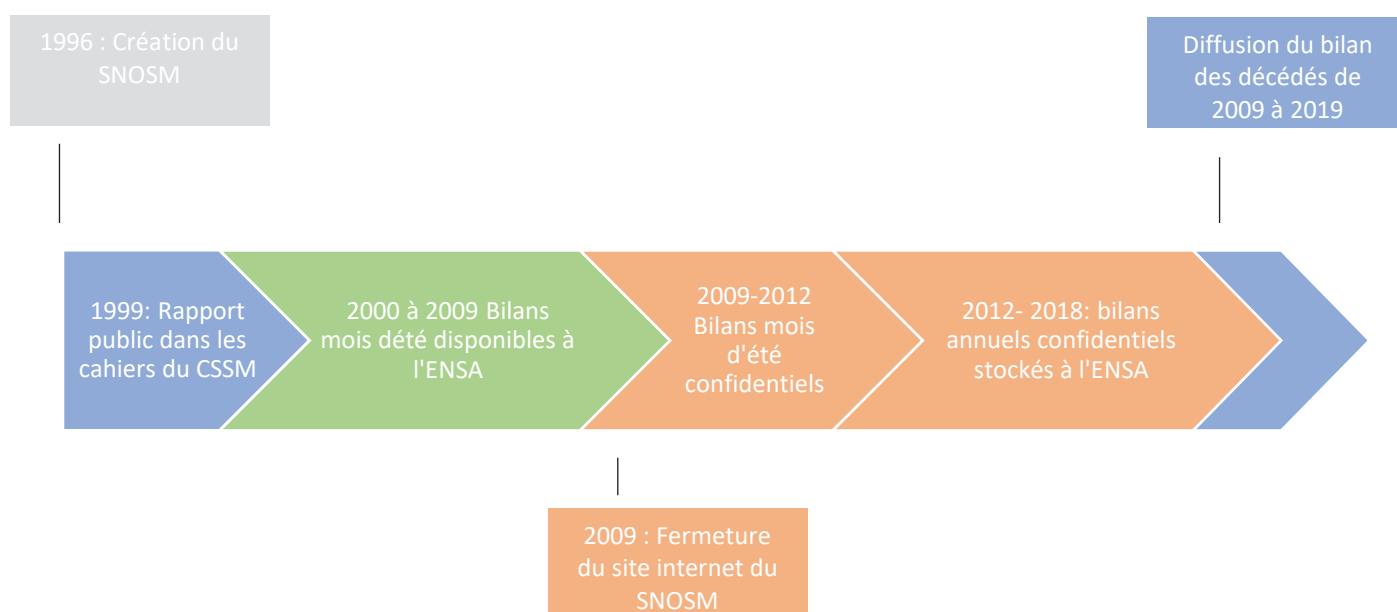 1996 : Création du
SNOSM
Diffusion du bilan
des décédés de
2009 à 2019
1999: Rapport
public dans les
cahiers du CSSM
2000 à 2009 Bilans
mois dété disponibles à
l'ENSA
2009-2012
Bilans mois
d'été
confidentiels
2012- 2018: bilans
annuels confidentiels
stockés à l'ENSA
2009 : Fermeture
du site internet du
SNOSM